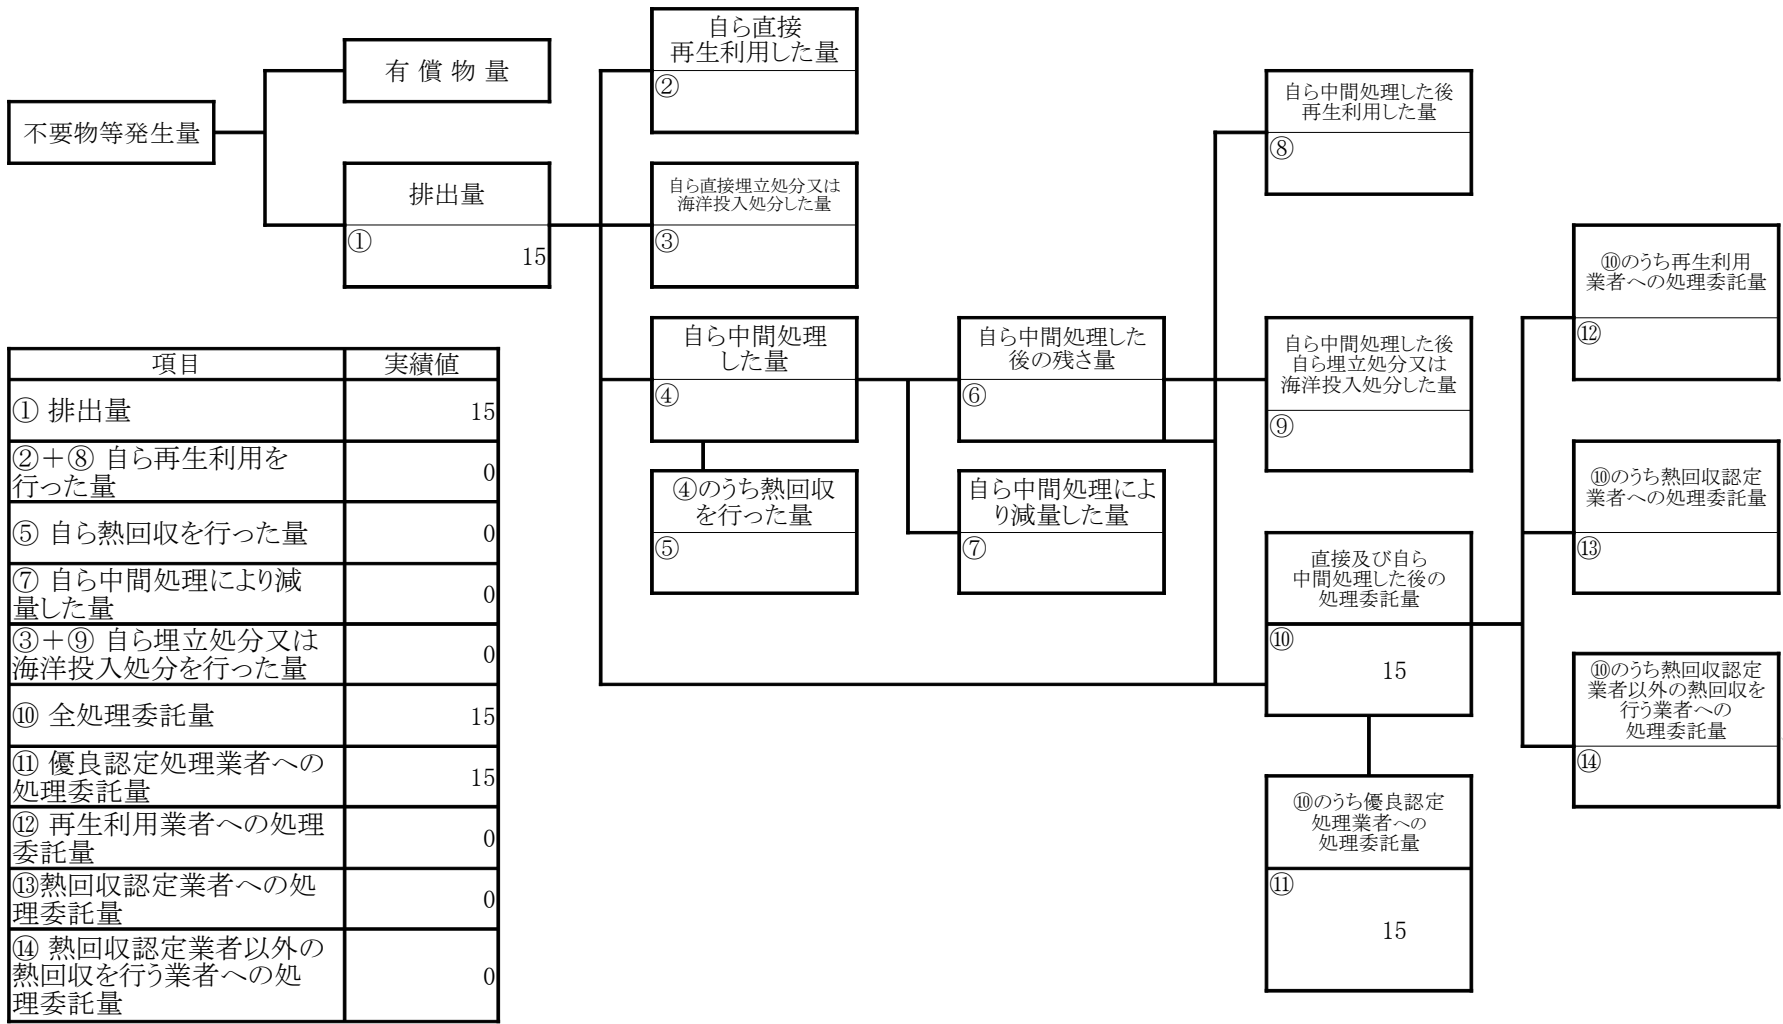 自ら直接
再生利用した量
②
有 償 物 量
不要物等発生量
排出量
①
15
自ら直接埋立処分又は
海洋投入処分した量
③
自ら中間処理した後
再生利用した量
⑧
⑩のうち再生利用
業者への処理委託量
⑫
自ら中間処理
した量
④
自ら中間処理した
後の残さ量
⑥
自ら中間処理した後
自ら埋立処分又は
海洋投入処分した量
⑨
④のうち熱回収
を行った量
⑤
自ら中間処理によ
り減量した量
⑦
⑩のうち熱回収認定
業者への処理委託量
⑬
直接及び自ら
中間処理した後の
処理委託量
⑩
15
⑩のうち熱回収認定
業者以外の熱回収を
行う業者への
処理委託量
⑭
⑩のうち優良認定
処理業者への
処理委託量
⑪
15
項目 実績値
① 排出量 15
②＋⑧ 自ら再生利用を
行った量 0
⑤ 自ら熱回収を行った量 0
⑦ 自ら中間処理により減
量した量 0
③＋⑨ 自ら埋立処分又は
海洋投入処分を行った量 0
⑩ 全処理委託量 15
⑪ 優良認定処理業者への
処理委託量 15
⑫ 再生利用業者への処理
委託量 0
⑬熱回収認定業者への処
理委託量 0
⑭ 熱回収認定業者以外の
熱回収を行う業者への処
理委託量 0